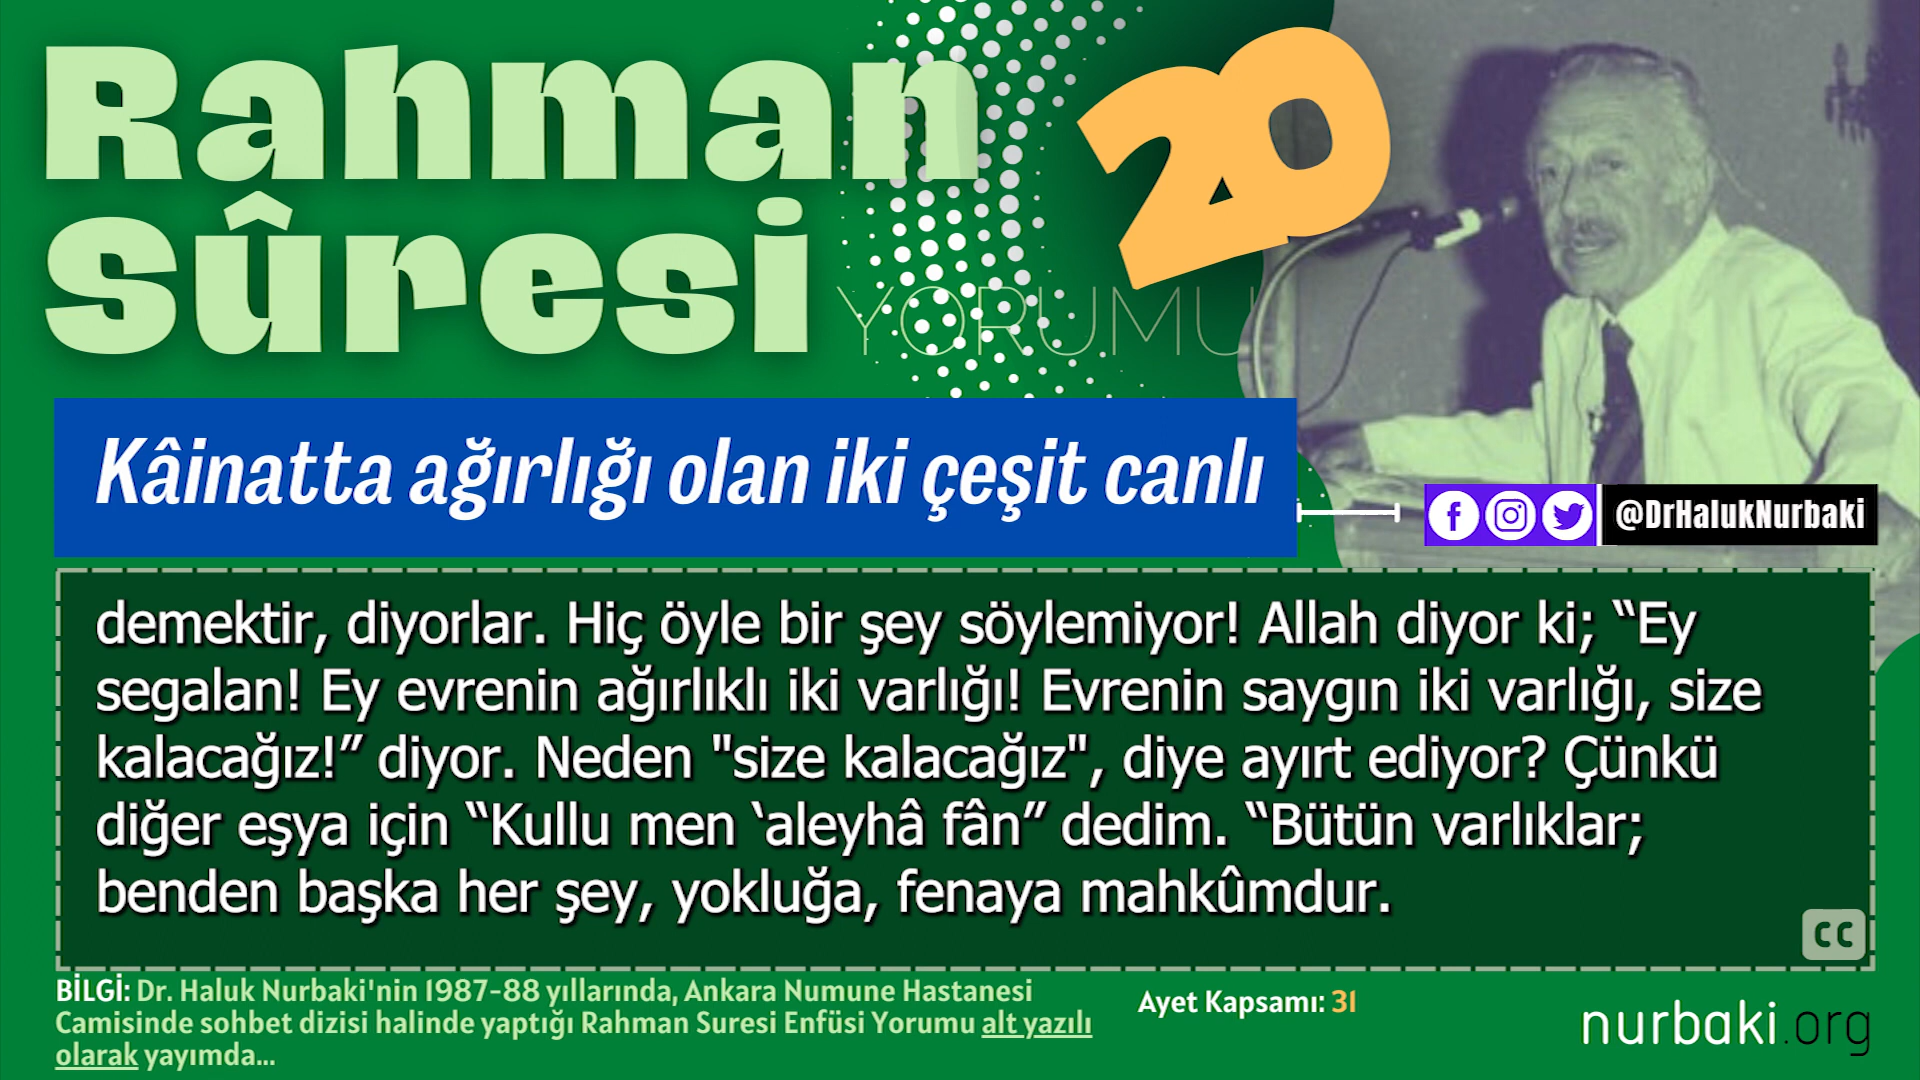 Rahman
Sûresi
20
YORUMU
Kâinatta ağırlığı olan iki çeşit canlı
@DrHalukNurbaki
demektir, diyorlar. Hiç öyle bir şey söylemiyor! Allah diyor ki; “Ey
segalan! Ey evrenin ağırlıklı iki varlığı! Evrenin saygın iki varlığı, size
kalacağız!” diyor. Neden "size kalacağız", diye ayırt ediyor? Çünkü
diğer eşya için “Kullu men ‘aleyhâ fân” dedim. “Bütün varlıklar;
benden başka her şey, yokluğa, fenaya mahkûmdur.
CC
BİLGİ: Dr. Haluk Nurbaki'nin 1987-88 yıllarında, Ankara Numune Hastanesi
Camisinde sohbet dizisi halinde yaptığı Rahman Suresi Enfüsi Yorumu alt yazılı
olarak yayımda...
Ayet Kapsamı: 31
nurbaki.org